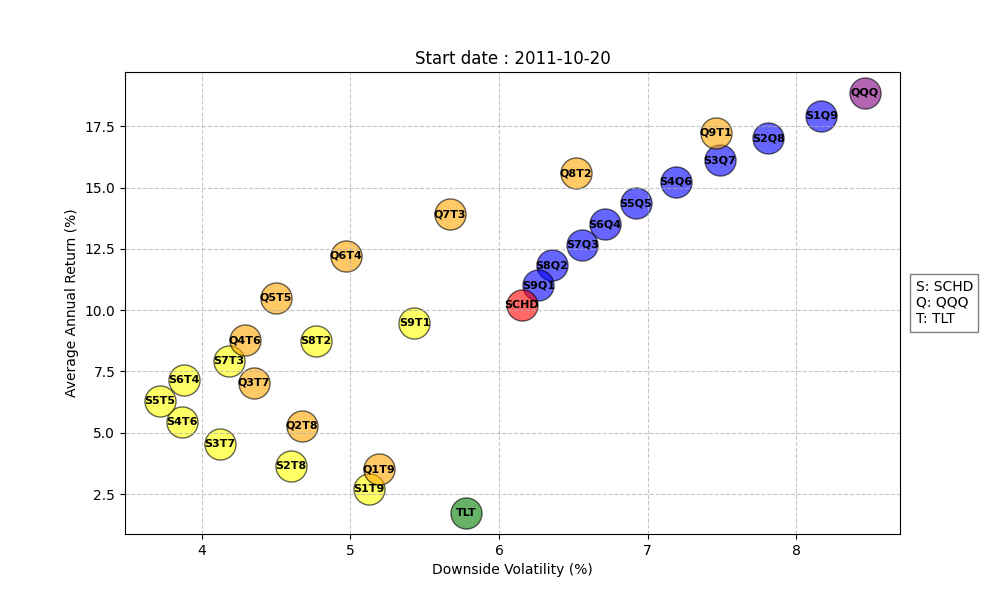 Start date : 2011-10-20
Average Annual Return (%)
17.5
15.0
12.5
10.0
7.5
5.0
2.5
QQQ
S1Q9
Q9T1
S2Q8
S3Q7
Q8T2
S4Q6
S5Q5
Q7T3
S6Q4
S7Q3
Q6T4
S8Q2
S9Q1
Q5T5
SCHD
S9T1
Q4T6
S8T2
S7T3
S6T4
Q3T7
S5T5
S4T6
Q2T8
S3T7
S2T8
Q1T9
S1T9
TLT
S: SCHD
Q: QQQ
T: TLT
4
5
6
7
8
Downside Volatility (%)